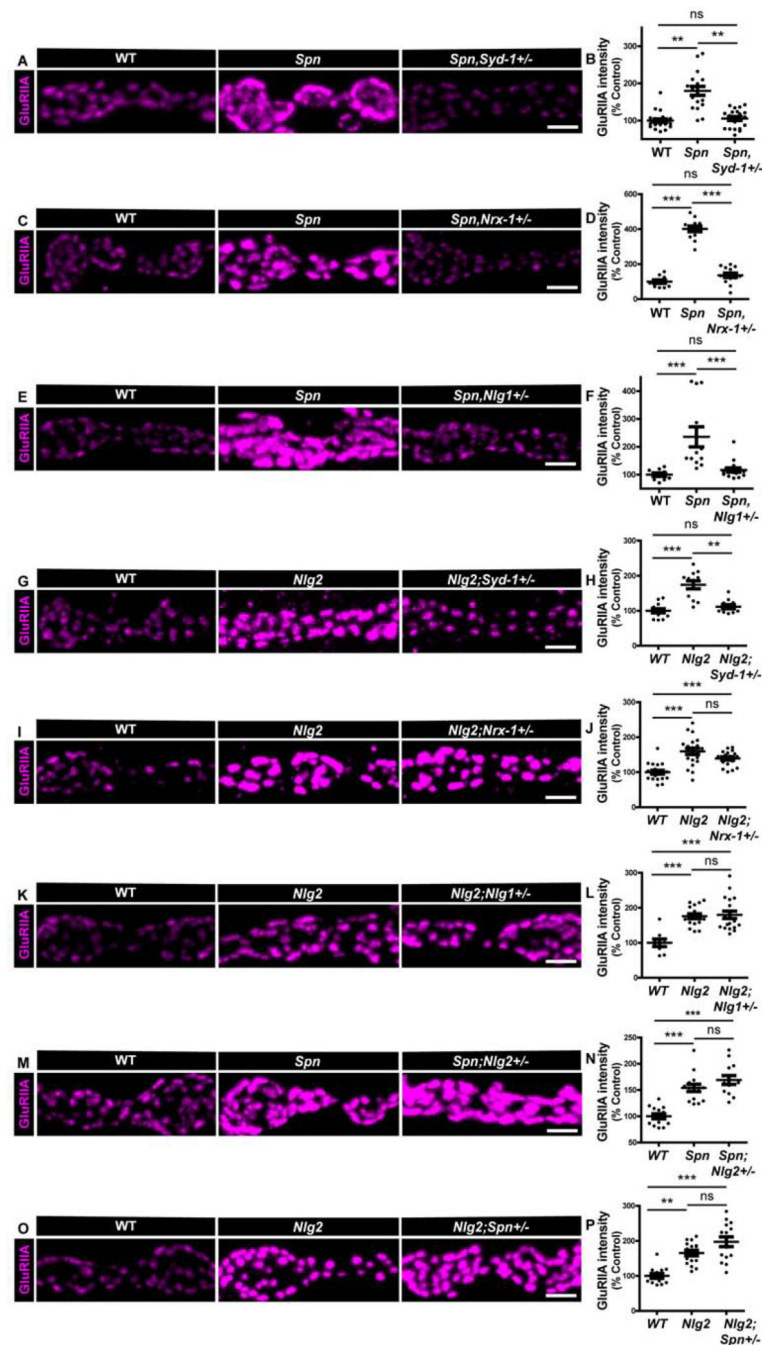 A WT Spn Spn,Syd-1+/-
GluRIIA
B ns
** **
GluRIIA intensity
(% Control)
300
200
100
WT Spn Spn,
Syd-1+/-
C WT Spn Spn,Nrx-1+/-
GluRIIA
D ns
*** ***
GluRIIA intensity
(% Control)
600
400
200
0
WT Spn Spn,
Nrx-1+/-
E WT Spn Spn,Nlg1+/-
GluRIIA
F ns
*** ***
GluRIIA intensity
(% Control)
400
300
200
100
WT Spn Spn,
Nlg1+/-
G WT Nlg2 Nlg2;Syd-1+/-
GluRIIA
H ns
*** **
GluRIIA intensity
(% Control)
300
200
100
0
WT Nlg2 Nlg2;
Syd-1+/-
I WT Nlg2 Nlg2;Nrx-1+/-
GluRIIA
J ***
*** ns
GluRIIA intensity
(% Control)
300
200
100
0
WT Nlg2 Nlg2;
Nrx-1+/-
K WT Nlg2 Nlg2;Nlg1+/-
GluRIIA
L ***
*** ns
GluRIIA intensity
(% Control)
300
200
100
0
WT Nlg2 Nlg2;
Nlg1+/-
M WT Spn Spn;Nlg2+/-
GluRIIA
N ***
*** ns
GluRIIA intensity
(% Control)
250
200
150
100
50
WT Spn Spn;
Nlg2+/-
O WT Nlg2 Nlg2;Spn+/-
GluRIIA
P ***
** ns
GluRIIA intensity
(% Control)
300
200
100
0
WT Nlg2 Nlg2;
Spn+/-